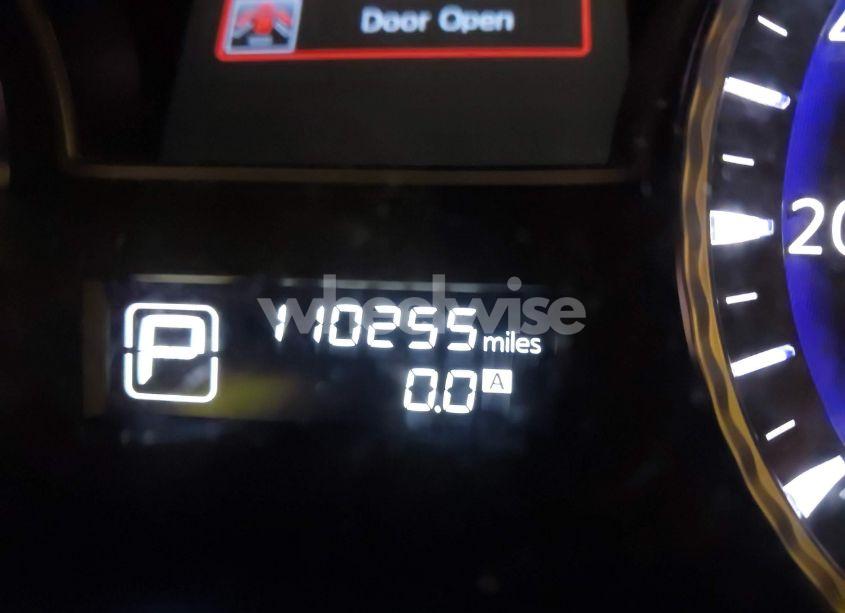 Door Open
20
wheelwise
P
110255 miles
0.0 A